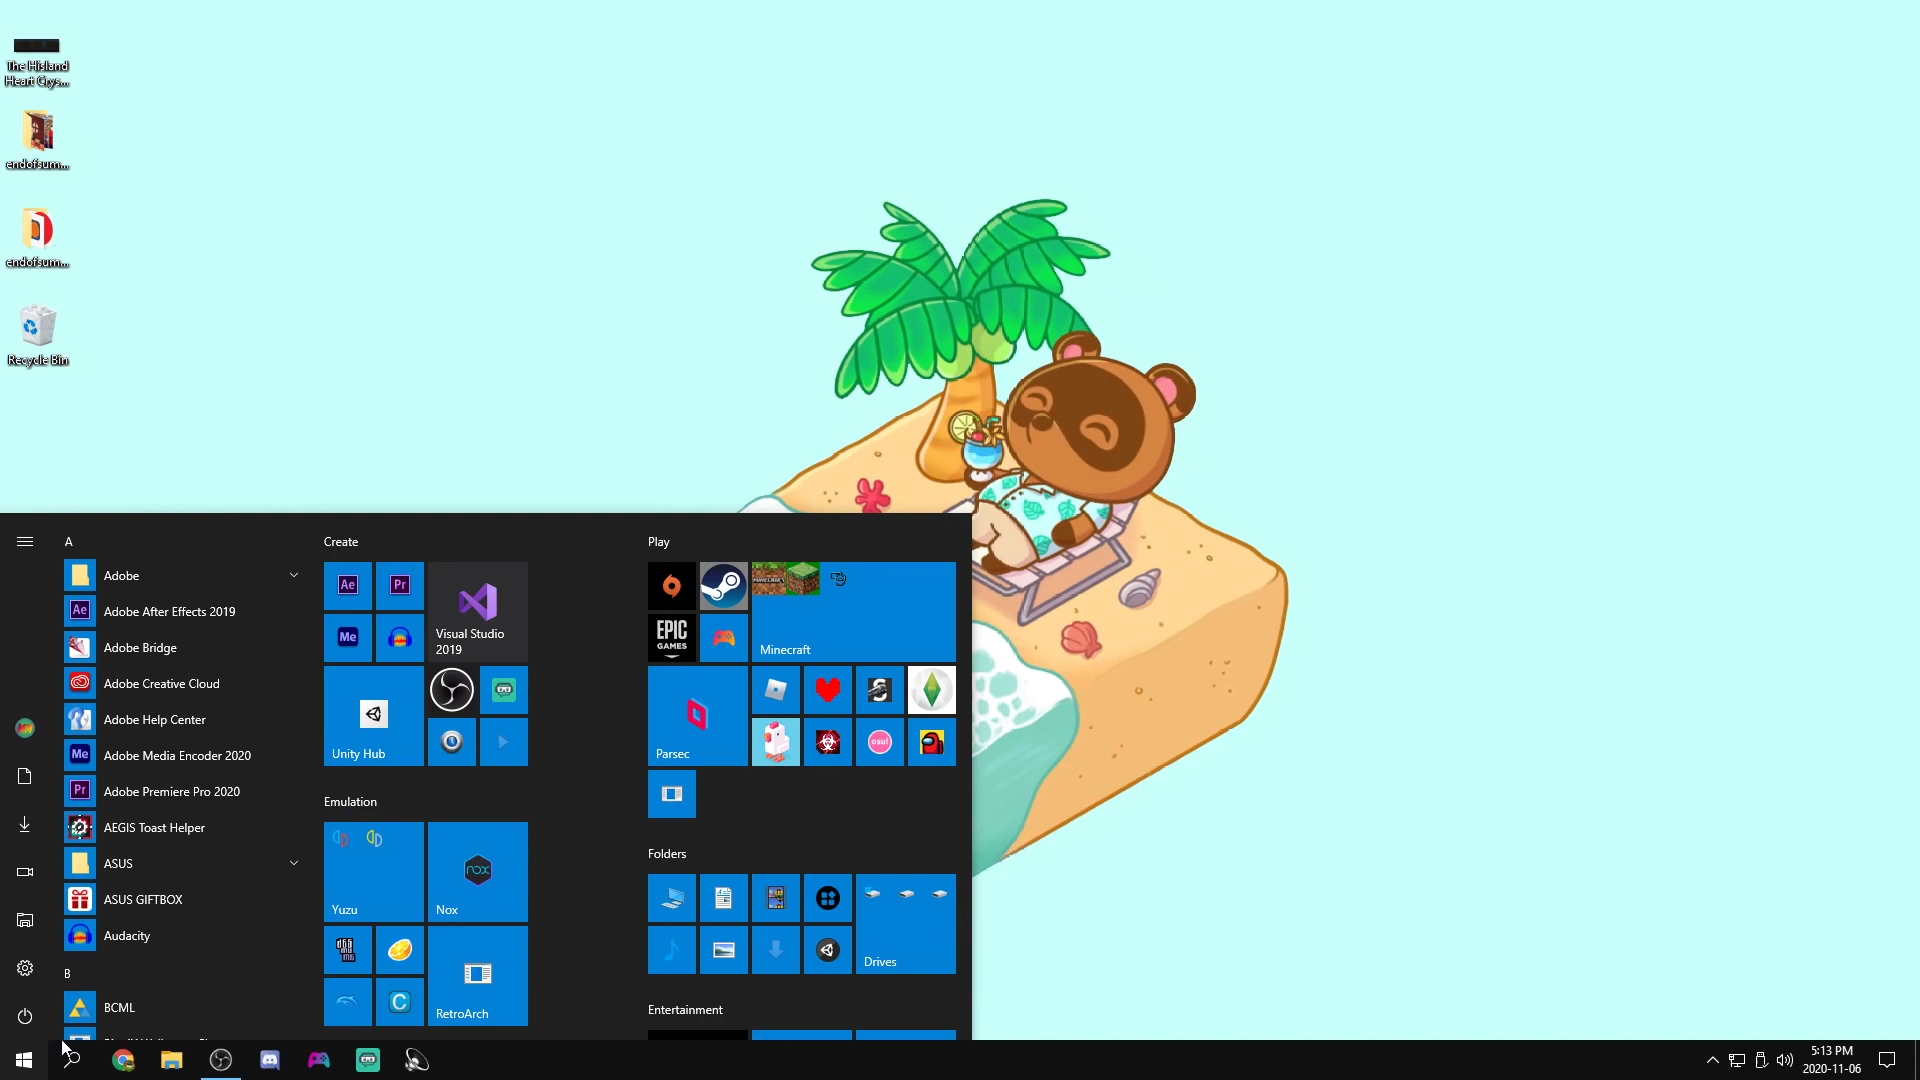 The Hisland
Heart Crys...
endofsum...
endofsum...
Recycle Bin
A
Adobe
Adobe After Effects 2019
Adobe Bridge
Adobe Creative Cloud
Adobe Help Center
Adobe Media Encoder 2020
Adobe Premiere Pro 2020
AEGIS Toast Helper
ASUS
ASUS GIFTBOX
Audacity
B
BCML
Create
Ae
Pr
Me
Visual Studio
2019
Unity Hub
Emulation
Yuzu
nox
Nox
RetroArch
Play
EPIC
GAMES
MINECRAFT
Minecraft
Parsec
osu!
Folders
Drives
Entertainment
5:13 PM
2020-11-06